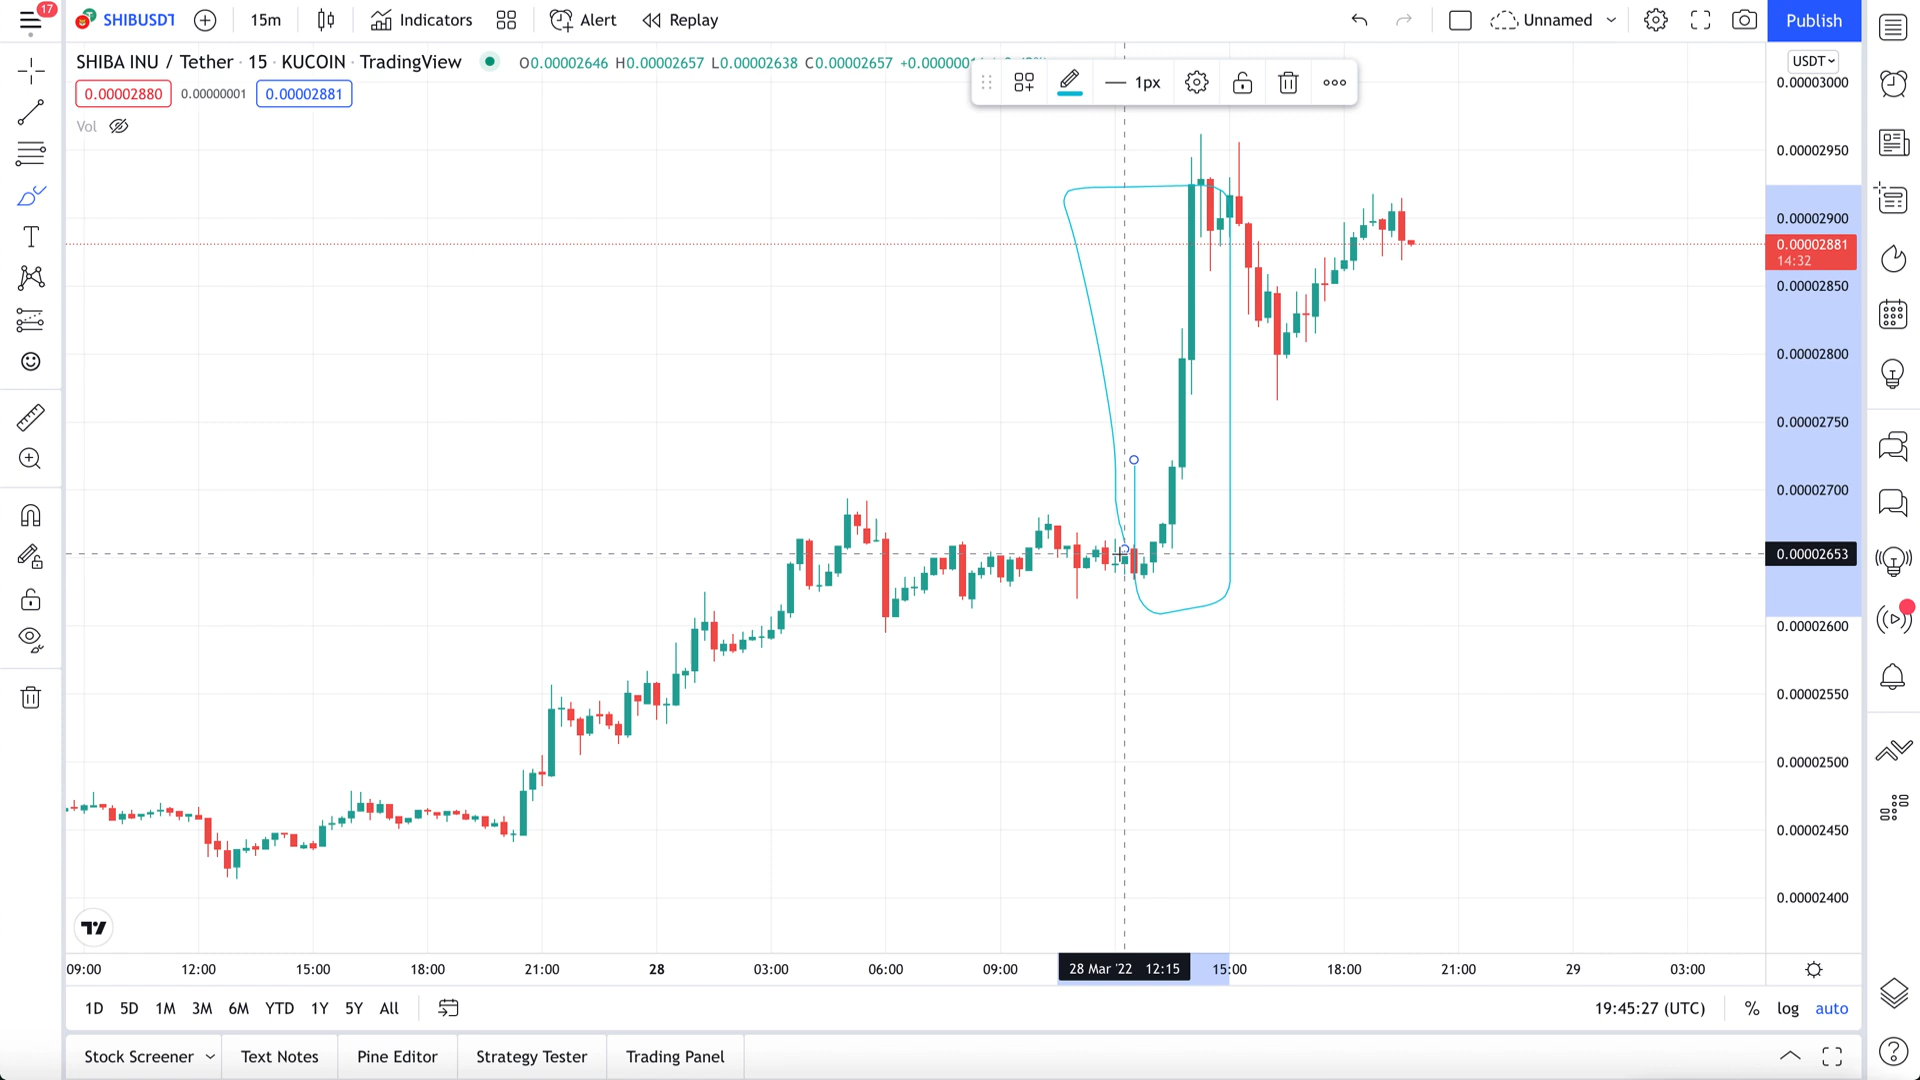 17
SHIBUSDT
15m
Indicators
Alert
Replay
Unnamed
Publish
SHIBA INU / Tether · 15 · KUCOIN · TradingView
O0.00002646 H0.00002657 L0.00002638 C0.00002657
1px
USDT
0.00002880
0.00000001
0.00002881
Vol
0.00003000
0.00002950
0.00002900
0.00002881
14:32
0.00002850
0.00002800
0.00002750
0.00002700
0.00002653
0.00002600
0.00002550
0.00002500
0.00002450
0.00002400
09:00 12:00 15:00 18:00 21:00 28 03:00 06:00 09:00 28 Mar '22 12:15 15:00 18:00 21:00 29 03:00
1D 5D 1M 3M 6M YTD 1Y 5Y All
19:45:27 (UTC) % log auto
Stock Screener Text Notes Pine Editor Strategy Tester Trading Panel